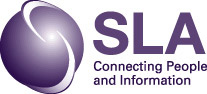 SLA
Connecting People
and Information